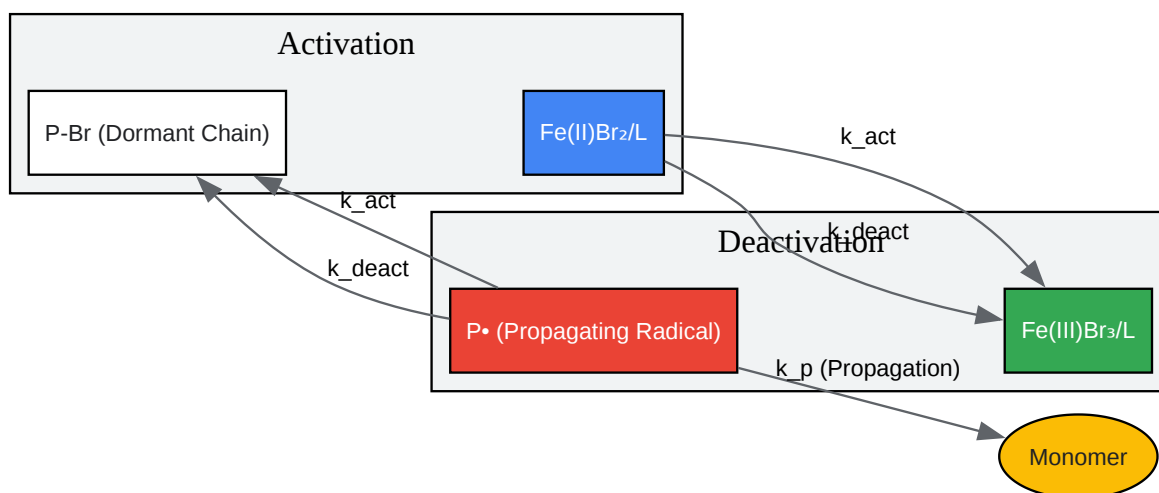 Activation
P-Br (Dormant Chain)
Fe(II)Br₂/L
k_act
k_act
k_deact
Deactivation
k_deact
P• (Propagating Radical)
Fe(III)Br₃/L
k_p (Propagation)
Monomer